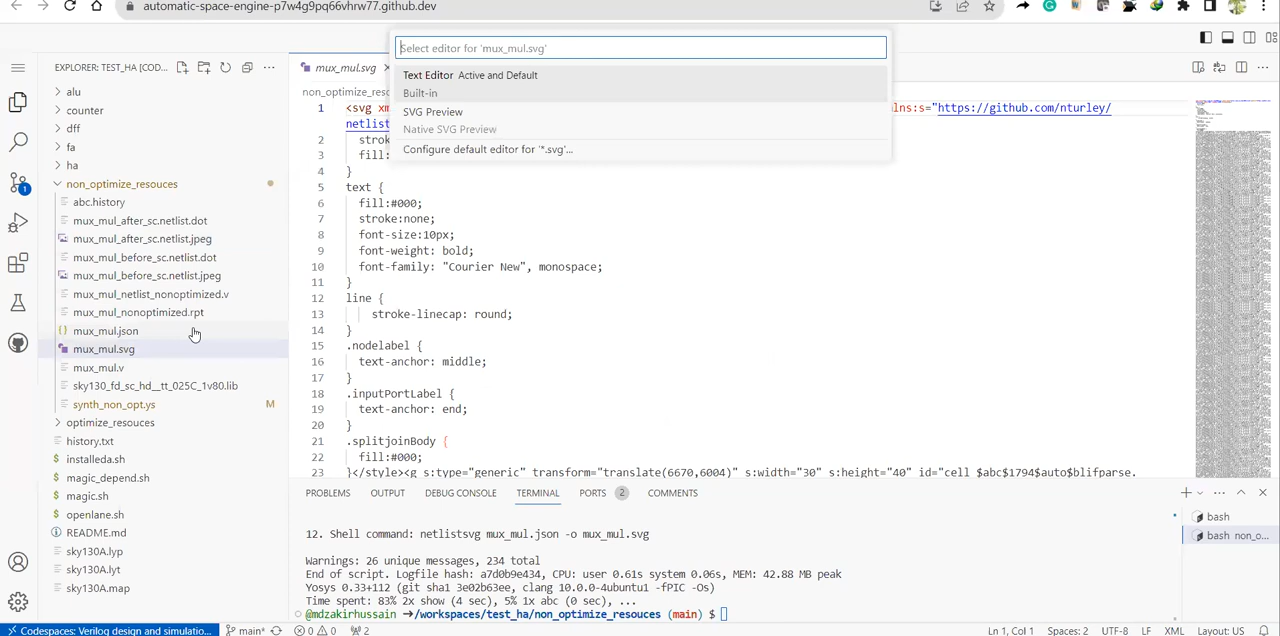 automatic-space-engine-p7w4g9pq66vhrw77.github.dev
Select editor for 'mux_mul.svg'
Text Editor Active and Default
Built-in
SVG Preview
Native SVG Preview
Configure default editor for '*.svg'...
EXPLORER: TEST_HA [COD...
alu
counter
dff
fa
ha
non_optimize_resouces
abc.history
mux_mul_after_sc.netlist.dot
mux_mul_after_sc.netlist.jpeg
mux_mul_before_sc.netlist.dot
mux_mul_before_sc.netlist.jpeg
mux_mul_netlist_nonoptimized.v
mux_mul_nonoptimized.rpt
mux_mul.json
mux_mul.svg
mux_mul.v
sky130_fd_sc_hd__tt_025C_1v80.lib
synth_non_opt.ys M
optimize_resouces
history.txt
$ installeda.sh
$ magic_depend.sh
$ magic.sh
$ openlane.sh
README.md
sky130A.lyp
sky130A.lyt
sky130A.map
mux_mul.svg
non_optimize_resc
1 <svg xm lns:s="https://github.com/nturley/
netlist
2 strok
3 fill:
4 }
5 text {
6 fill:#000;
7 stroke:none;
8 font-size:10px;
9 font-weight: bold;
10 font-family: "Courier New", monospace;
11 }
12 line {
13 stroke-linecap: round;
14 }
15 .nodelabel {
16 text-anchor: middle;
17 }
18 .inputPortLabel {
19 text-anchor: end;
20 }
21 .splitjoinBody {
22 fill:#000;
23 }</style><g s:type="generic" transform="translate(6670,6004)" s:width="30" s:height="40" id="cell_$abc$1794$auto$blifparse.
PROBLEMS OUTPUT DEBUG CONSOLE TERMINAL PORTS 2 COMMENTS
12. Shell command: netlistsvg mux_mul.json -o mux_mul.svg
Warnings: 26 unique messages, 234 total
End of script. Logfile hash: a7d0b9e434, CPU: user 0.61s system 0.06s, MEM: 42.88 MB peak
Yosys 0.33+112 (git sha1 3e02b63ee, clang 10.0.0-4ubuntu1 -fPIC -Os)
Time spent: 83% 2x show (4 sec), 5% 1x abc (0 sec), ...
@mdzakirhussain →/workspaces/test_ha/non_optimize_resouces (main) $
bash
bash non_o...
1
Codespaces: Verilog design and simulatio... main* 0 0 2 Ln 1, Col 1 Spaces: 2 UTF-8 LF XML Layout: US